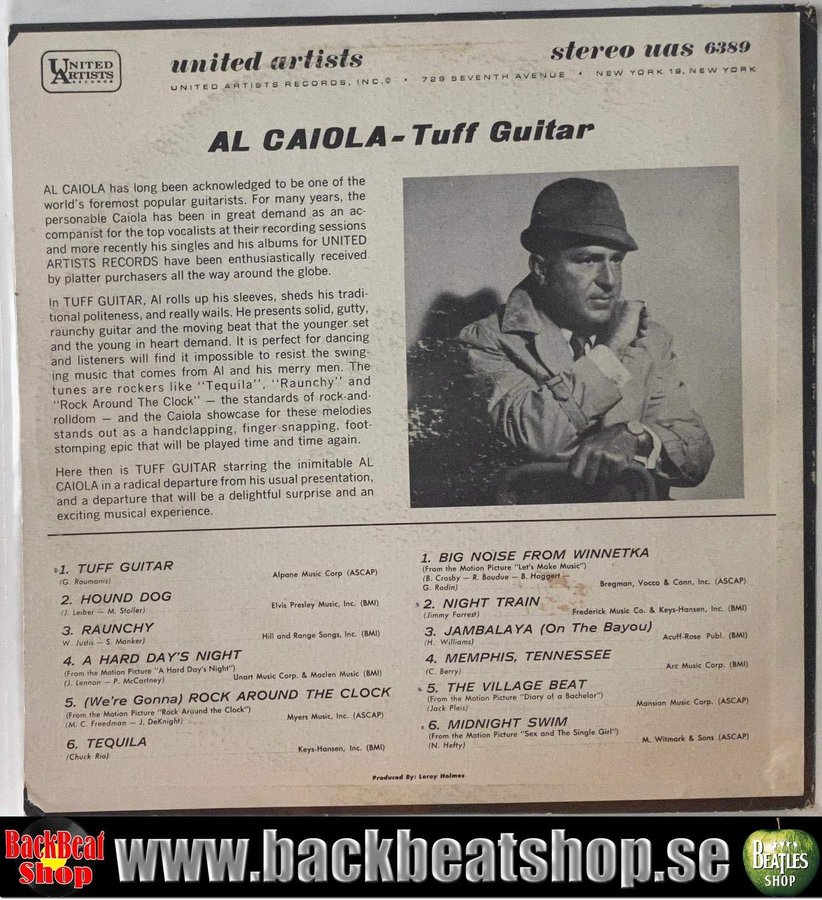 UNITED ARTISTS RECORDS
united artists
stereo uas 6389
UNITED ARTISTS RECORDS, INC.© • 729 SEVENTH AVENUE • NEW YORK 19, NEW YORK
AL CAIOLA-Tuff Guitar
AL CAIOLA has long been acknowledged to be one of the
world's foremost popular guitarists. For many years, the
personable Caiola has been in great demand as an ac-
companist for the top vocalists at their recording sessions
and more recently his singles and his albums for UNITED
ARTISTS RECORDS have been enthusiastically received
by platter purchasers all the way around the globe.
In TUFF GUITAR, Al rolls up his sleeves, sheds his tradi-
tional politeness, and really wails. He presents solid, gutty,
raunchy guitar and the moving beat that the younger set
and the young in heart demand. It is perfect for dancing
and listeners will find it impossible to resist the swing-
ing music that comes from Al and his merry men. The
tunes are rockers like "Tequila", "Raunchy" and
"Rock Around The Clock" — the standards of rock-and-
rolldom — and the Caiola showcase for these melodies
stands out as a handclapping, finger-snapping, foot-
stomping epic that will be played time and time again.
Here then is TUFF GUITAR starring the inimitable AL
CAIOLA in a radical departure from his usual presentation,
and a departure that will be a delightful surprise and an
exciting musical experience.
1. TUFF GUITAR
(G. Roumanis)
Alpane Music Corp (ASCAP)
2. HOUND DOG
(J. Leiber — M. Stoller)
Elvis Presley Music, Inc. (BMI)
3. RAUNCHY
W. Justis — S. Manker)
Hill and Range Songs, Inc. (BMI)
4. A HARD DAY'S NIGHT
(From the Motion Picture "A Hard Day's Night")
(J. Lennon — P. McCartney)
Unart Music Corp. & Maclen Music (BMI)
5. (We're Gonna) ROCK AROUND THE CLOCK
(From the Motion Picture "Rock Around the Clock")
(M. C. Freedman — J. DeKnight)
Myers Music, Inc. (ASCAP)
6. TEQUILA
(Chuck Rio)
Keys-Hansen, Inc. (BMI)
1. BIG NOISE FROM WINNETKA
(From the Motion Picture "Let's Make Music")
(B. Crosby — R. Boudue — B. Haggert —
G. Rodin)
Bregman, Vocco & Conn, Inc. (ASCAP)
2. NIGHT TRAIN
(Jimmy Forrest)
Frederick Music Co. & Keys-Hansen, Inc. (BMI)
3. JAMBALAYA (On The Bayou)
(H. Williams)
Acuff-Rose Publ. (BMI)
4. MEMPHIS, TENNESSEE
(C. Berry)
Arc Music Corp. (BMI)
5. THE VILLAGE BEAT
(From the Motion Picture "Diary of a Bachelor")
(Jack Pleis)
Mansion Music Corp. (ASCAP)
6. MIDNIGHT SWIM
(From the Motion Picture "Sex and The Single Girl")
(N. Hefty)
M. Witmark & Sons (ASCAP)
Produced By: Leroy Holmes
BackBeat
Shop
www.backbeatshop.se
BEATLES
SHOP